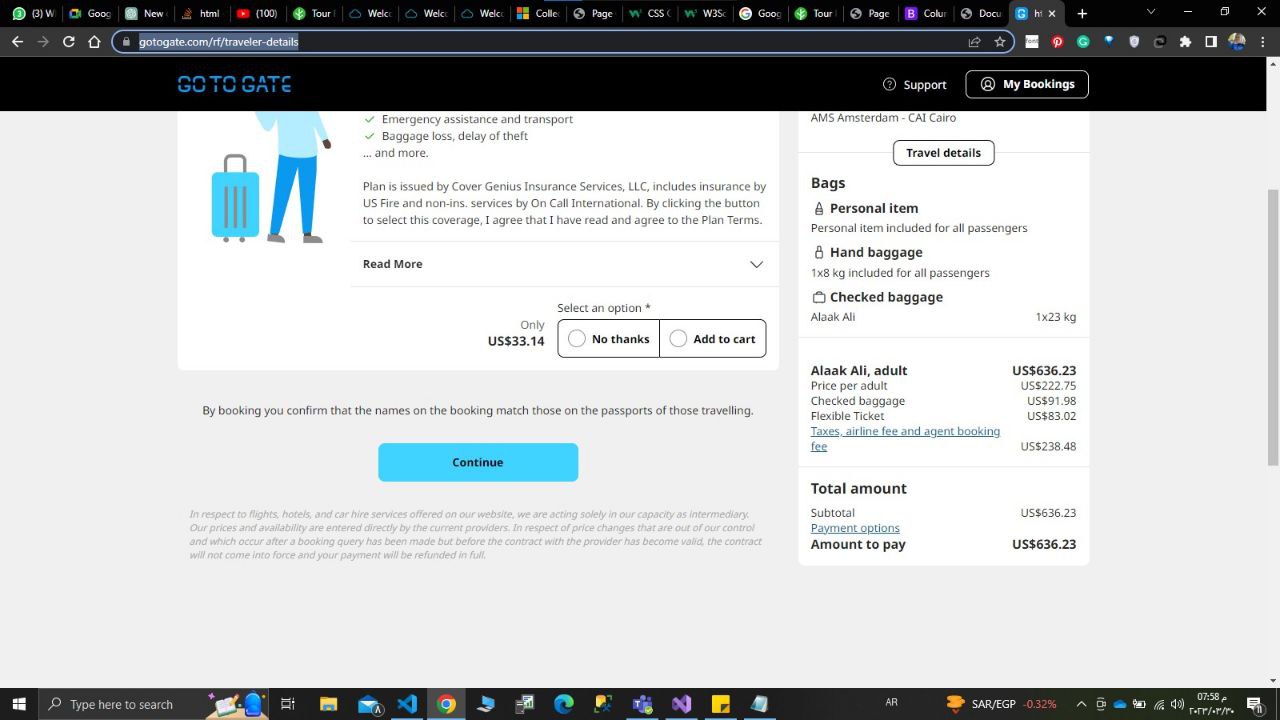 (3) W
Goog
New c
html
(100)
Tour I
Welco
Welco
Welco
Collec
Page
CSS C
W3Sc
Goog
Tour I
Page
Colur
Docu
gotogate.com/rf/traveler-details
GO TO GATE
Support
My Bookings
Emergency assistance and transport
Baggage loss, delay of theft
... and more.
Plan is issued by Cover Genius Insurance Services, LLC, includes insurance by
US Fire and non-ins. services by On Call International. By clicking the button
to select this coverage, I agree that I have read and agree to the Plan Terms.
Read More
Only
US$33.14
Select an option *
No thanks
Add to cart
By booking you confirm that the names on the booking match those on the passports of those travelling.
Continue
In respect to flights, hotels, and car hire services offered on our website, we are acting solely in our capacity as intermediary.
Our prices and availability are entered directly by the current providers. In respect of price changes that are out of our control
and which occur after a booking query has been made but before the contract with the provider has become valid, the contract
will not come into force and your payment will be refunded in full.
AMS Amsterdam - CAI Cairo
Travel details
Bags
Personal item
Personal item included for all passengers
Hand baggage
1x8 kg included for all passengers
Checked baggage
Alaak Ali 1x23 kg
Alaak Ali, adult US$636.23
Price per adult US$222.75
Checked baggage US$91.98
Flexible Ticket US$83.02
Taxes, airline fee and agent booking
fee US$238.48
Total amount
Subtotal US$636.23
Payment options
Amount to pay US$636.23
Type here to search
AR
SAR/EGP -0.32%
07:58 م